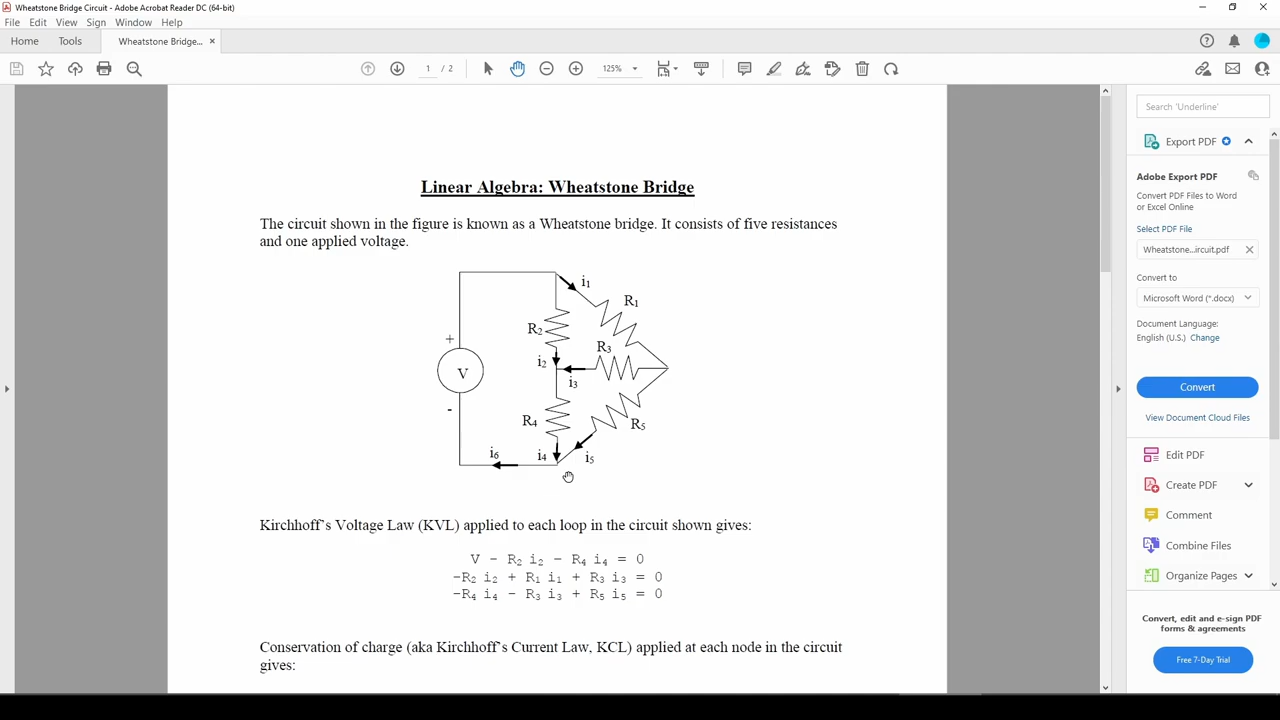 Wheatstone Bridge Circuit - Adobe Acrobat Reader DC (64-bit)
File Edit View Sign Window Help
Home Tools Wheatstone Bridge... ×
1 / 2 125%
Search 'Underline'
Export PDF
Adobe Export PDF
Convert PDF Files to Word
or Excel Online
Select PDF File
Wheatstone...ircuit.pdf
Convert to
Microsoft Word (*.docx)
Document Language:
English (U.S.) Change
Convert
View Document Cloud Files
Edit PDF
Create PDF
Comment
Combine Files
Organize Pages
Convert, edit and e-sign PDF
forms & agreements
Free 7-Day Trial
Linear Algebra: Wheatstone Bridge
The circuit shown in the figure is known as a Wheatstone bridge. It consists of five resistances
and one applied voltage.
i₁
R₁
+
R₂
R₃
i₂
V
i₃
-
R₄
R₅
i₆
i₄
i₅
Kirchhoff's Voltage Law (KVL) applied to each loop in the circuit shown gives:
V - R₂ i₂ - R₄ i₄ = 0
-R₂ i₂ + R₁ i₁ + R₃ i₃ = 0
-R₄ i₄ - R₃ i₃ + R₅ i₅ = 0
Conservation of charge (aka Kirchhoff's Current Law, KCL) applied at each node in the circuit
gives: